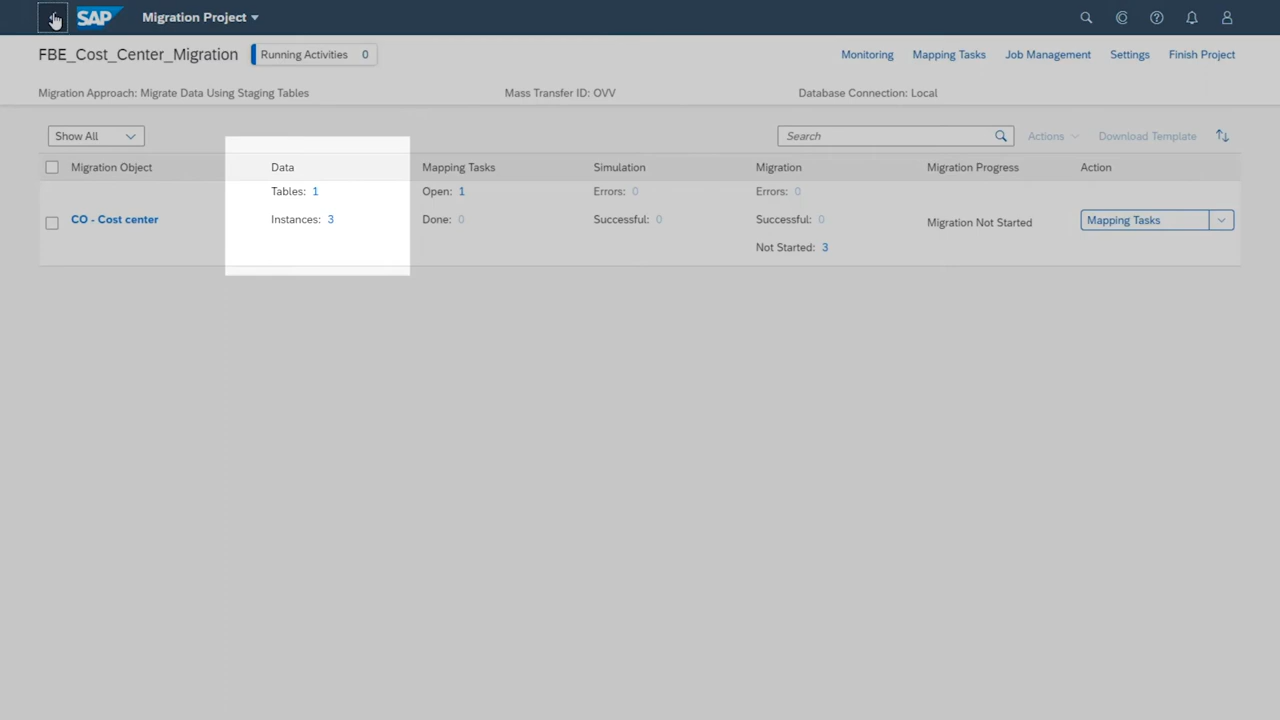 SAP Migration Project
FBE_Cost_Center_Migration Running Activities 0 Monitoring Mapping Tasks Job Management Settings Finish Project
Migration Approach: Migrate Data Using Staging Tables Mass Transfer ID: OVV Database Connection: Local
Show All Search Actions Download Template
Migration Object Data Mapping Tasks Simulation Migration Migration Progress Action
Tables: 1 Open: 1 Errors: 0 Errors: 0
CO - Cost center Instances: 3 Done: 0 Successful: 0 Successful: 0 Migration Not Started Mapping Tasks
Not Started: 3